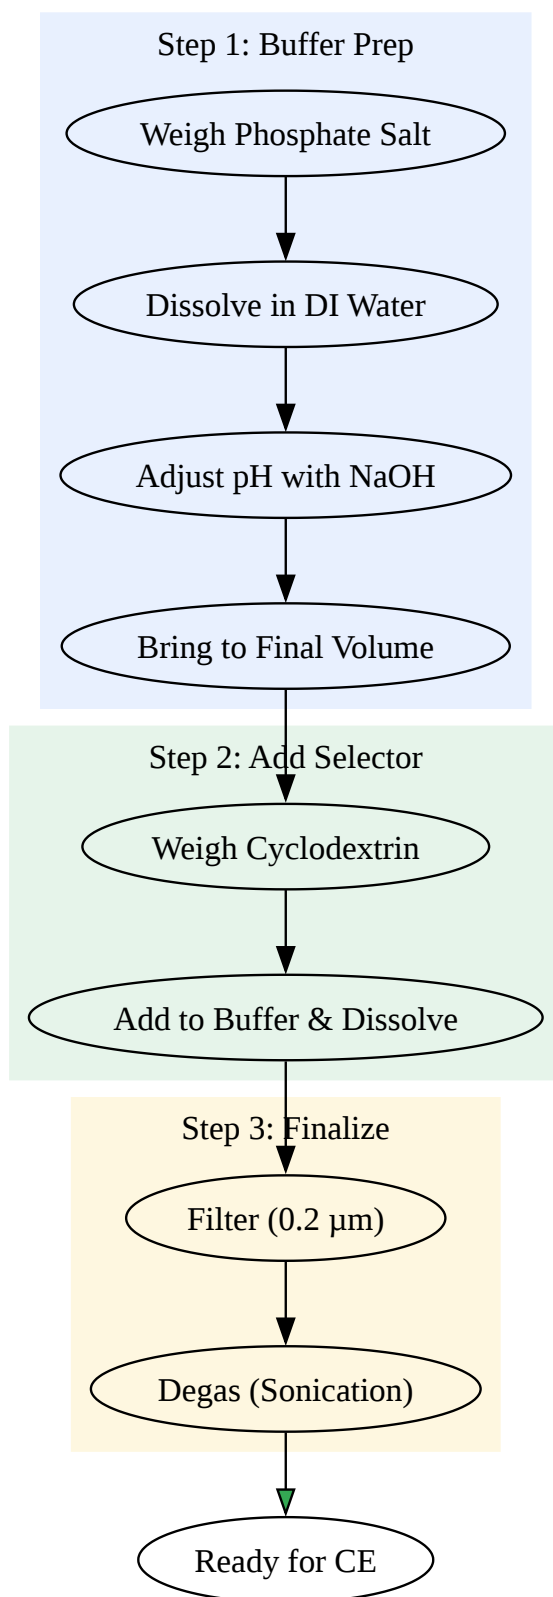 Step 1: Buffer Prep
Weigh Phosphate Salt
Dissolve in DI Water
Adjust pH with NaOH
Bring to Final Volume
Step 2: Add Selector
Weigh Cyclodextrin
Add to Buffer & Dissolve
Step 3: Finalize
Filter (0.2 µm)
Degas (Sonication)
Ready for CE